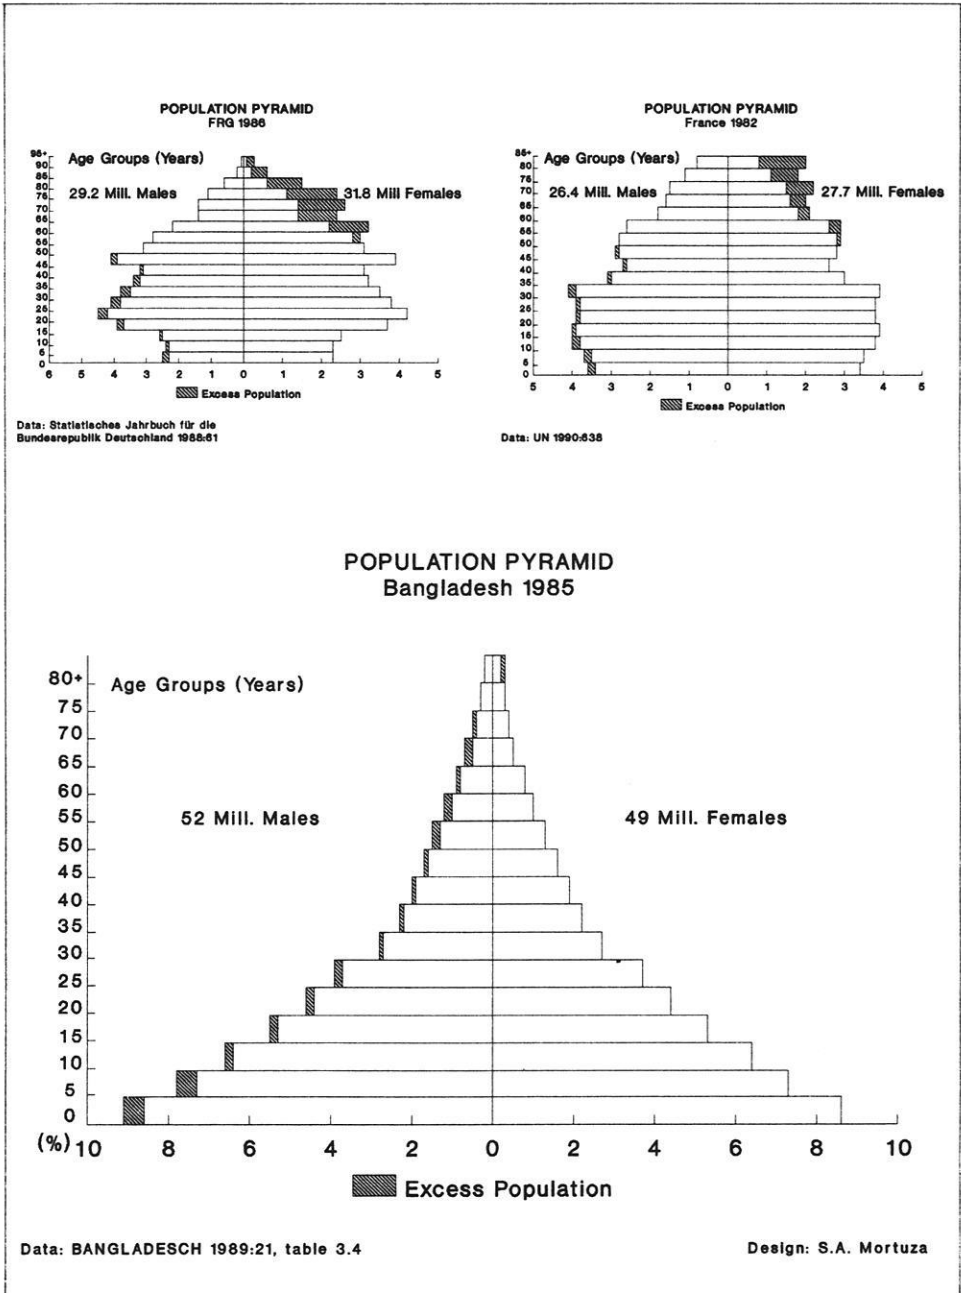 POPULATION PYRAMID
FRG 1986
95+ Age Groups (Years)
90
85
80
75 29.2 Mill. Males 31.8 Mill Females
70
65
60
55
50
45
40
35
30
25
20
15
10
5
0
6 5 4 3 2 1 0 1 2 3 4 5
Excess Population
Data: Statistisches Jahrbuch für die
Bundesrepublik Deutschland 1988:61
POPULATION PYRAMID
France 1982
85+ Age Groups (Years)
80
75
70 26.4 Mill. Males 27.7 Mill. Females
65
60
55
50
45
40
35
30
25
20
15
10
5
0
5 4 3 2 1 0 1 2 3 4 5
Excess Population
Data: UN 1990:638
POPULATION PYRAMID
Bangladesh 1985
80+ Age Groups (Years)
75
70
65
60
55 52 Mill. Males 49 Mill. Females
50
45
40
35
30
25
20
15
10
5
0
(%) 10 8 6 4 2 0 2 4 6 8 10
Excess Population
Data: BANGLADESCH 1989:21, table 3.4
Design: S.A. Mortuza